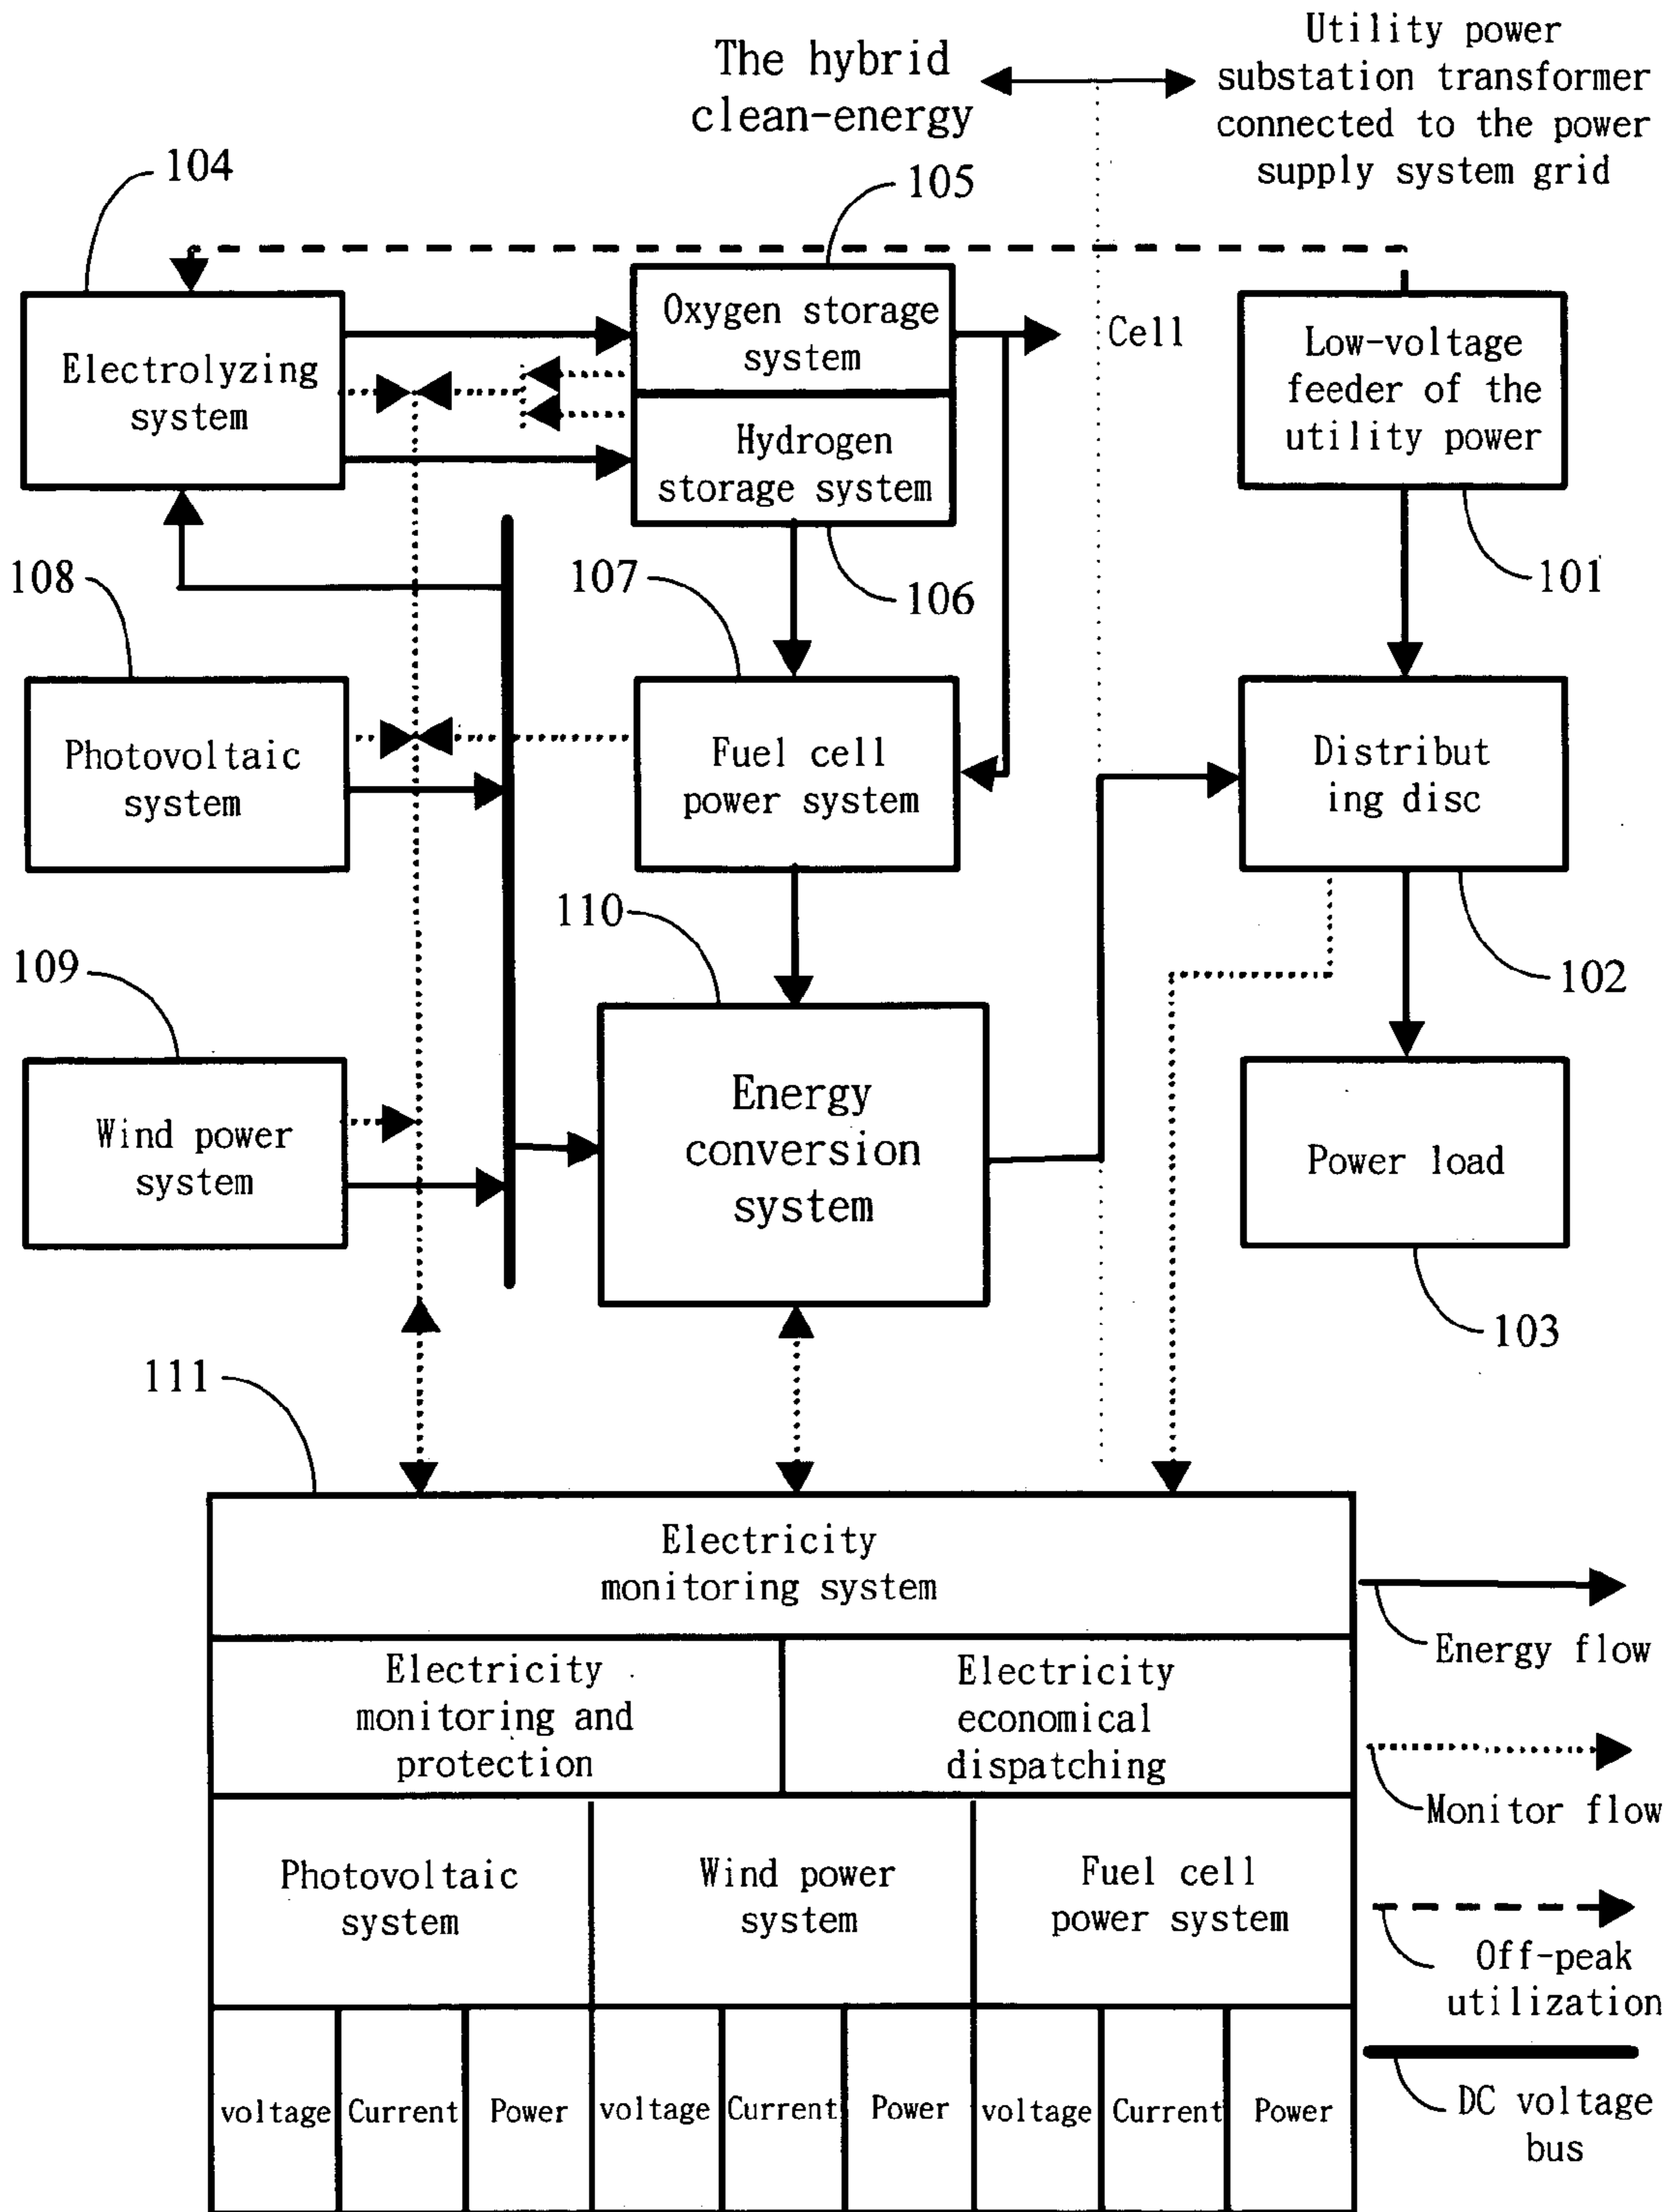 The hybrid
clean-energy
Utility power
substation transformer
connected to the power
supply system grid
104
105
Electrolyzing
system
Oxygen storage
system
Cell
Low-voltage
feeder of the
utility power
Hydrogen
storage system
108
107
106
101
Photovoltaic
system
Fuel cell
power system
Distribut
ing disc
110
109
102
Wind power
system
Energy
conversion
system
Power load
103
111
Electricity
monitoring system
Energy flow
Electricity
monitoring and
protection
Electricity
economical
dispatching
Monitor flow
Photovoltaic
system
Wind power
system
Fuel cell
power system
Off-peak
utilization
voltage
Current
Power
voltage
Current
Power
voltage
Current
Power
DC voltage
bus